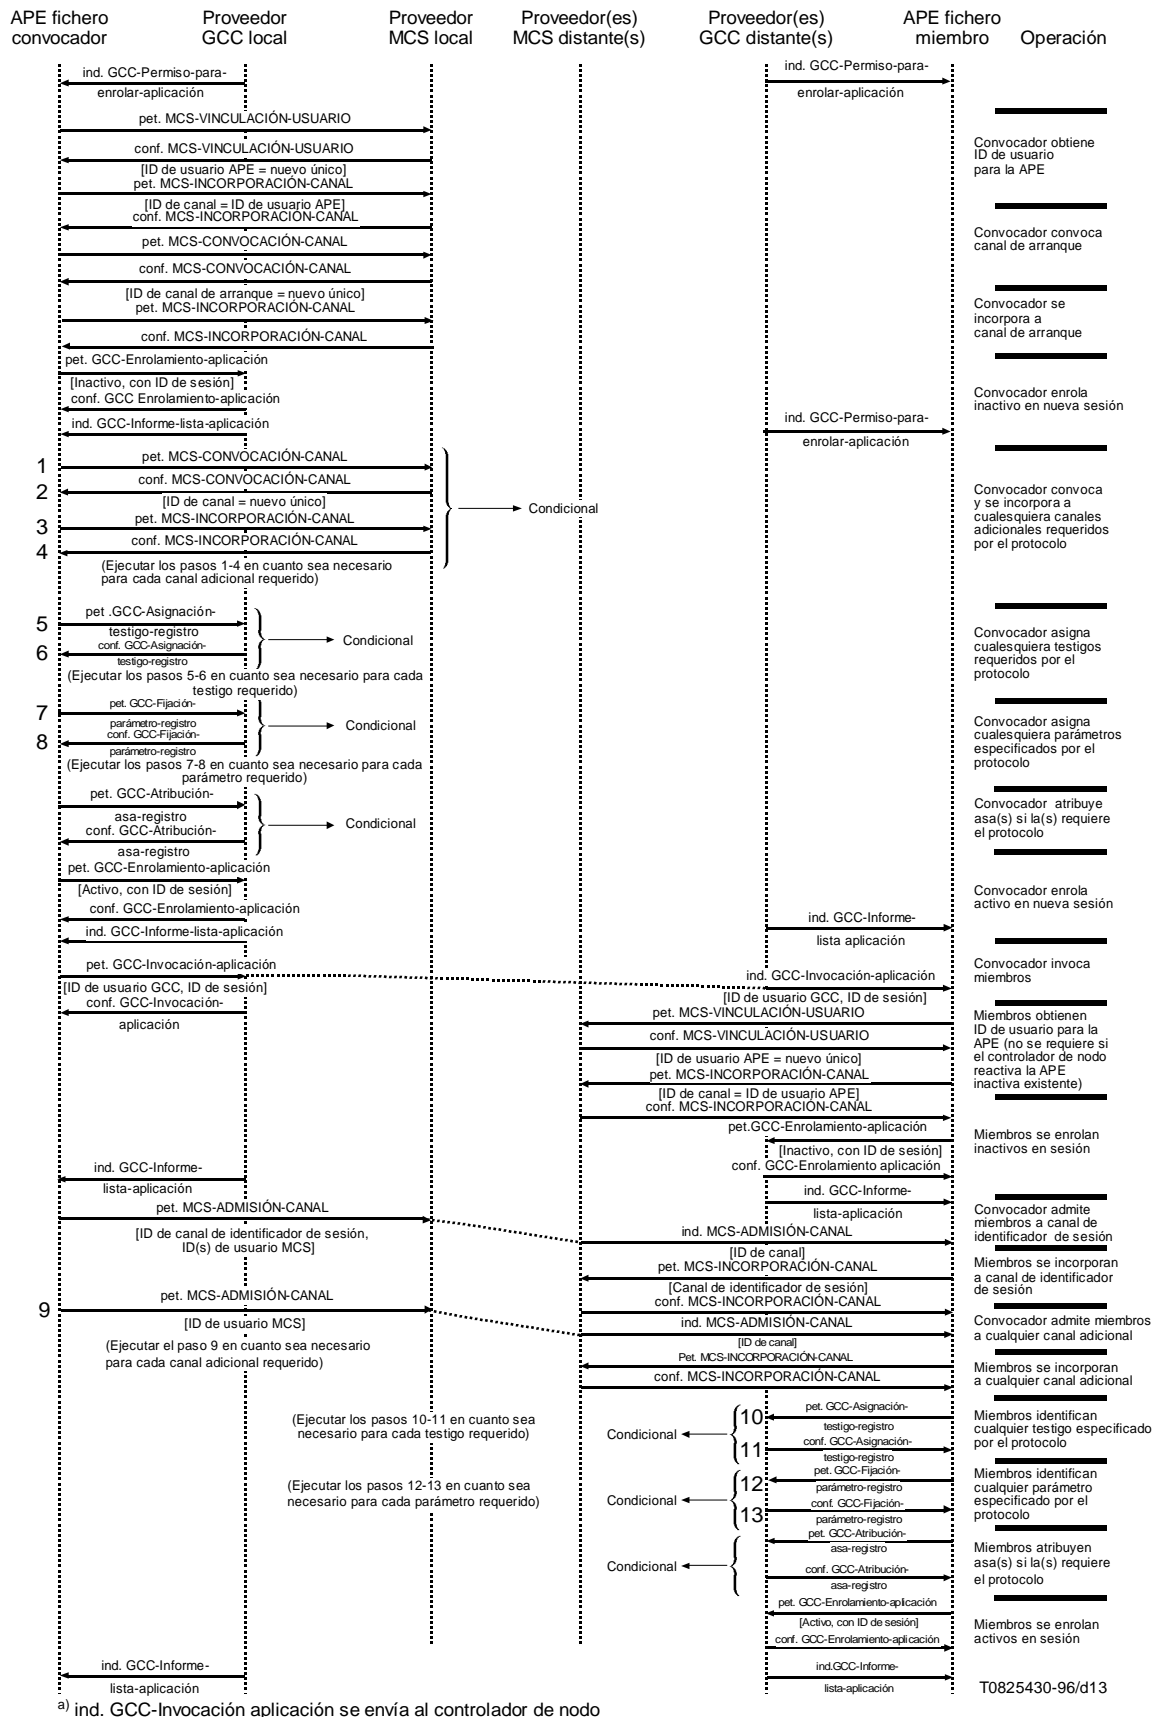 APE fichero convocador
Proveedor GCC local
Proveedor MCS local
Proveedor(es) MCS distante(s)
Proveedor(es) GCC distante(s)
APE fichero miembro
Operación
ind. GCC-Permiso-para-
enrolar-aplicación
ind. GCC-Permiso-para-
enrolar-aplicación
pet. MCS-VINCULACIÓN-USUARIO
conf. MCS-VINCULACIÓN-USUARIO
[ID de usuario APE = nuevo único]
Convocador obtiene
ID de usuario
para la APE
pet. MCS-INCORPORACIÓN-CANAL
[ID de canal = ID de usuario APE]
conf. MCS-INCORPORACIÓN-CANAL
pet. MCS-CONVOCACIÓN-CANAL
conf. MCS-CONVOCACIÓN-CANAL
Convocador convoca
canal de arranque
[ID de canal de arranque = nuevo único]
pet. MCS-INCORPORACIÓN-CANAL
conf. MCS-INCORPORACIÓN-CANAL
Convocador se
incorpora a
canal de arranque
pet. GCC-Enrolamiento-aplicación
[Inactivo, con ID de sesión]
conf. GCC Enrolamiento-aplicación
ind. GCC-Informe-lista-aplicación
ind. GCC-Permiso-para-
enrolar-aplicación
Convocador enrola
inactivo en nueva sesión
1
pet. MCS-CONVOCACIÓN-CANAL
2
conf. MCS-CONVOCACIÓN-CANAL
[ID de canal = nuevo único]
3
pet. MCS-INCORPORACIÓN-CANAL
4
conf. MCS-INCORPORACIÓN-CANAL
Condicional
(Ejecutar los pasos 1-4 en cuanto sea necesario
para cada canal adicional requerido)
Convocador convoca
y se incorpora a
cualesquiera canales
adicionales requeridos
por el protocolo
5
pet .GCC-Asignación-
testigo-registro
6
conf. GCC-Asignación-
testigo-registro
Condicional
(Ejecutar los pasos 5-6 en cuanto sea necesario para cada
testigo requerido)
Convocador asigna
cualesquiera testigos
requeridos por el
protocolo
7
pet. GCC-Fijación-
parámetro-registro
8
conf. GCC-Fijación-
parámetro-registro
Condicional
(Ejecutar los pasos 7-8 en cuanto sea necesario para cada
parámetro requerido)
Convocador asigna
cualesquiera parámetros
especificados por el
protocolo
pet. GCC-Atribución-
asa-registro
conf. GCC-Atribución-
asa-registro
Condicional
Convocador atribuye
asa(s) si la(s) requiere
el protocolo
pet. GCC-Enrolamiento-aplicación
[Activo, con ID de sesión]
conf. GCC-Enrolamiento-aplicación
ind. GCC-Informe-lista-aplicación
ind. GCC-Informe-
lista aplicación
Convocador enrola
activo en nueva sesión
pet. GCC-Invocación-aplicación
[ID de usuario GCC, ID de sesión]
conf. GCC-Invocación-
aplicación
ind. GCC-Invocación-aplicación
[ID de usuario GCC, ID de sesión]
Convocador invoca
miembros
pet. MCS-VINCULACIÓN-USUARIO
conf. MCS-VINCULACIÓN-USUARIO
[ID de usuario APE = nuevo único]
pet. MCS-INCORPORACIÓN-CANAL
[ID de canal = ID de usuario APE]
conf. MCS-INCORPORACIÓN-CANAL
Miembros obtienen
ID de usuario para la
APE (no se requiere si
el controlador de nodo
reactiva la APE
inactiva existente)
pet.GCC-Enrolamiento-aplicación
[Inactivo, con ID de sesión]
conf. GCC-Enrolamiento aplicación
Miembros se enrolan
inactivos en sesión
ind. GCC-Informe-
lista-aplicación
ind. GCC-Informe-
lista-aplicación
pet. MCS-ADMISIÓN-CANAL
[ID de canal de identificador de sesión,
ID(s) de usuario MCS]
ind. MCS-ADMISIÓN-CANAL
[ID de canal]
Convocador admite
miembros a canal de
identificador de sesión
pet. MCS-INCORPORACIÓN-CANAL
[Canal de identificador de sesión]
conf. MCS-INCORPORACIÓN-CANAL
Miembros se incorporan
a canal de identificador
de sesión
9
pet. MCS-ADMISIÓN-CANAL
[ID de usuario MCS]
(Ejecutar el paso 9 en cuanto sea necesario
para cada canal adicional requerido)
ind. MCS-ADMISIÓN-CANAL
[ID de canal]
Convocador admite miembros
a cualquier canal adicional
Pet. MCS-INCORPORACIÓN-CANAL
conf. MCS-INCORPORACIÓN-CANAL
Miembros se incorporan
a cualquier canal adicional
(Ejecutar los pasos 10-11 en cuanto sea
necesario para cada testigo requerido)
Condicional
10
pet. GCC-Asignación-
testigo-registro
11
conf. GCC-Asignación-
testigo-registro
Miembros identifican
cualquier testigo especificado
por el protocolo
(Ejecutar los pasos 12-13 en cuanto sea
necesario para cada parámetro requerido)
Condicional
12
pet. GCC-Fijación-
parámetro-registro
13
conf. GCC-Fijación-
parámetro-registro
Miembros identifican
cualquier parámetro
especificado por el
protocolo
Condicional
pet. GCC-Atribución-
asa-registro
conf. GCC-Atribución-
asa-registro
Miembros atribuyen
asa(s) si la(s) requiere
el protocolo
pet. GCC-Enrolamiento-aplicación
[Activo, con ID de sesión]
conf. GCC-Enrolamiento-aplicación
Miembros se enrolan
activos en sesión
ind. GCC-Informe-
lista-aplicación
ind.GCC-Informe-
lista-aplicación
T0825430-96/d13
a) ind. GCC-Invocación aplicación se envía al controlador de nodo